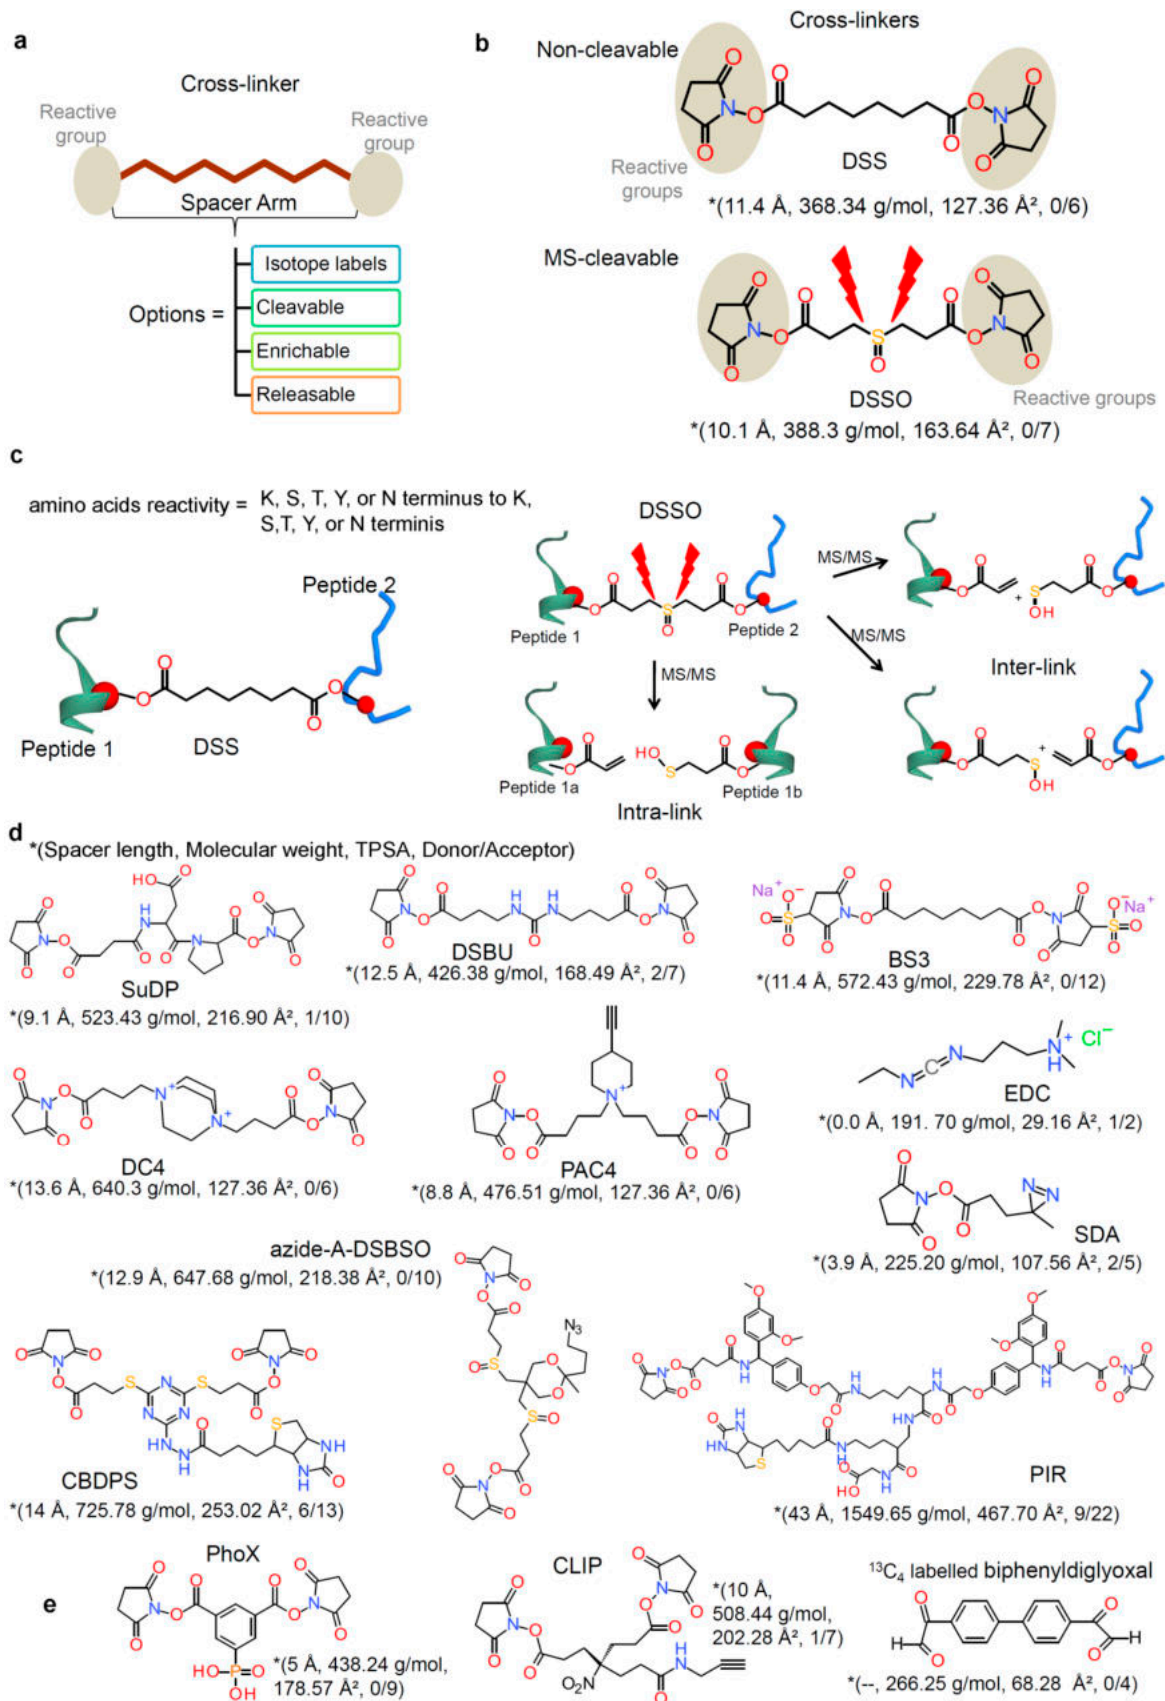 a
Cross-linker
Reactive
group
Reactive
group
Spacer Arm
Options =
Isotope labels
Cleavable
Enrichable
Releasable
b
Cross-linkers
Non-cleavable
Reactive
groups
DSS
*(11.4 Å, 368.34 g/mol, 127.36 Å², 0/6)
MS-cleavable
DSSO
Reactive groups
*(10.1 Å, 388.3 g/mol, 163.64 Å², 0/7)
c
amino acids reactivity =
K, S, T, Y, or N terminus to K,
S,T, Y, or N terminis
Peptide 2
Peptide 1
DSS
DSSO
Peptide 1
Peptide 2
MS/MS
MS/MS
MS/MS
Inter-link
Peptide 1a
Peptide 1b
Intra-link
d
*(Spacer length, Molecular weight, TPSA, Donor/Acceptor)
SuDP
*(9.1 Å, 523.43 g/mol, 216.90 Å², 1/10)
DSBU
*(12.5 Å, 426.38 g/mol, 168.49 Å², 2/7)
Na⁺
Na⁺
BS3
*(11.4 Å, 572.43 g/mol, 229.78 Å², 0/12)
DC4
*(13.6 Å, 640.3 g/mol, 127.36 Å², 0/6)
PAC4
*(8.8 Å, 476.51 g/mol, 127.36 Å², 0/6)
Cl⁻
EDC
*(0.0 Å, 191.70 g/mol, 29.16 Å², 1/2)
SDA
*(3.9 Å, 225.20 g/mol, 107.56 Å², 2/5)
azide-A-DSBSO
*(12.9 Å, 647.68 g/mol, 218.38 Å², 0/10)
N₃
CBDPS
*(14 Å, 725.78 g/mol, 253.02 Å², 6/13)
PIR
*(43 Å, 1549.65 g/mol, 467.70 Å², 9/22)
e
PhoX
*(5 Å, 438.24 g/mol,
178.57 Å², 0/9)
CLIP
*(10 Å,
508.44 g/mol,
202.28 Å², 1/7)
NO₂
¹³C₄ labelled biphenyldiglyoxal
*(--, 266.25 g/mol, 68.28 Å², 0/4)